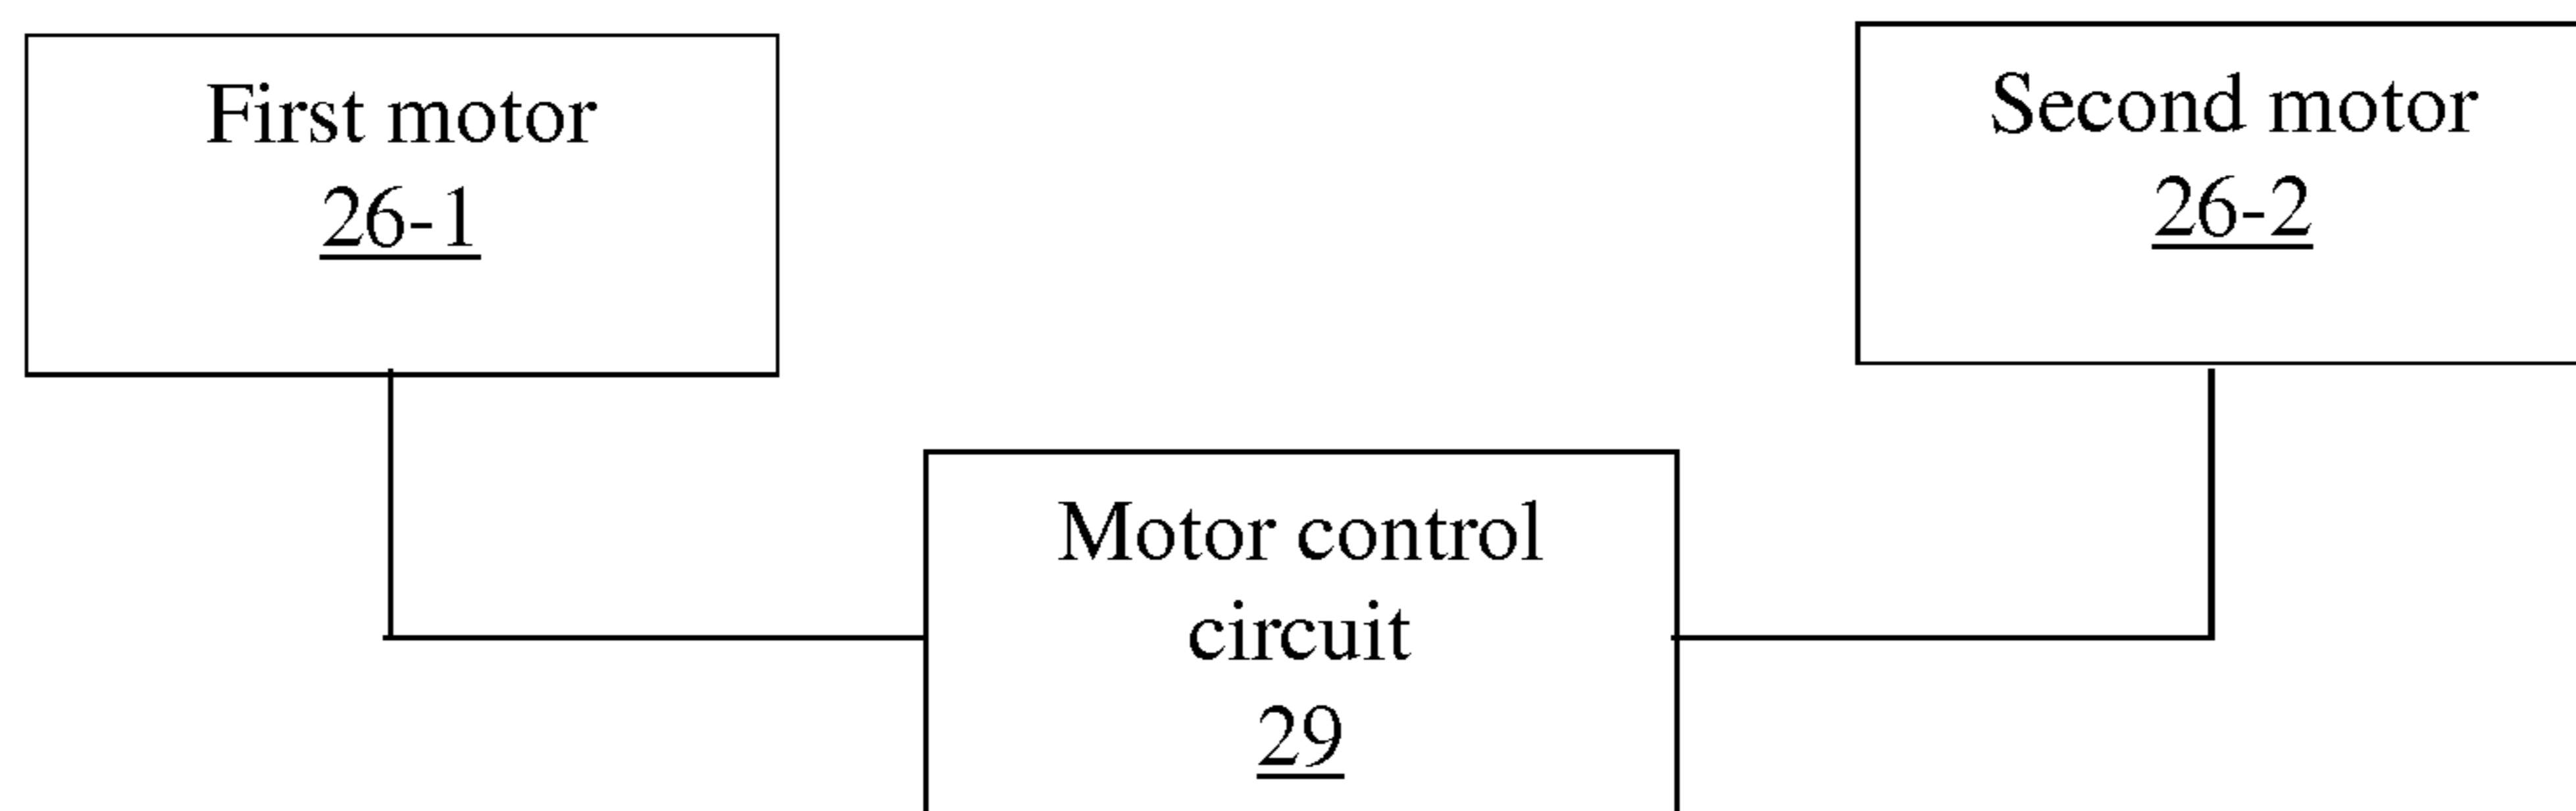 First motor
26-1
Second motor
26-2
Motor control
circuit
29